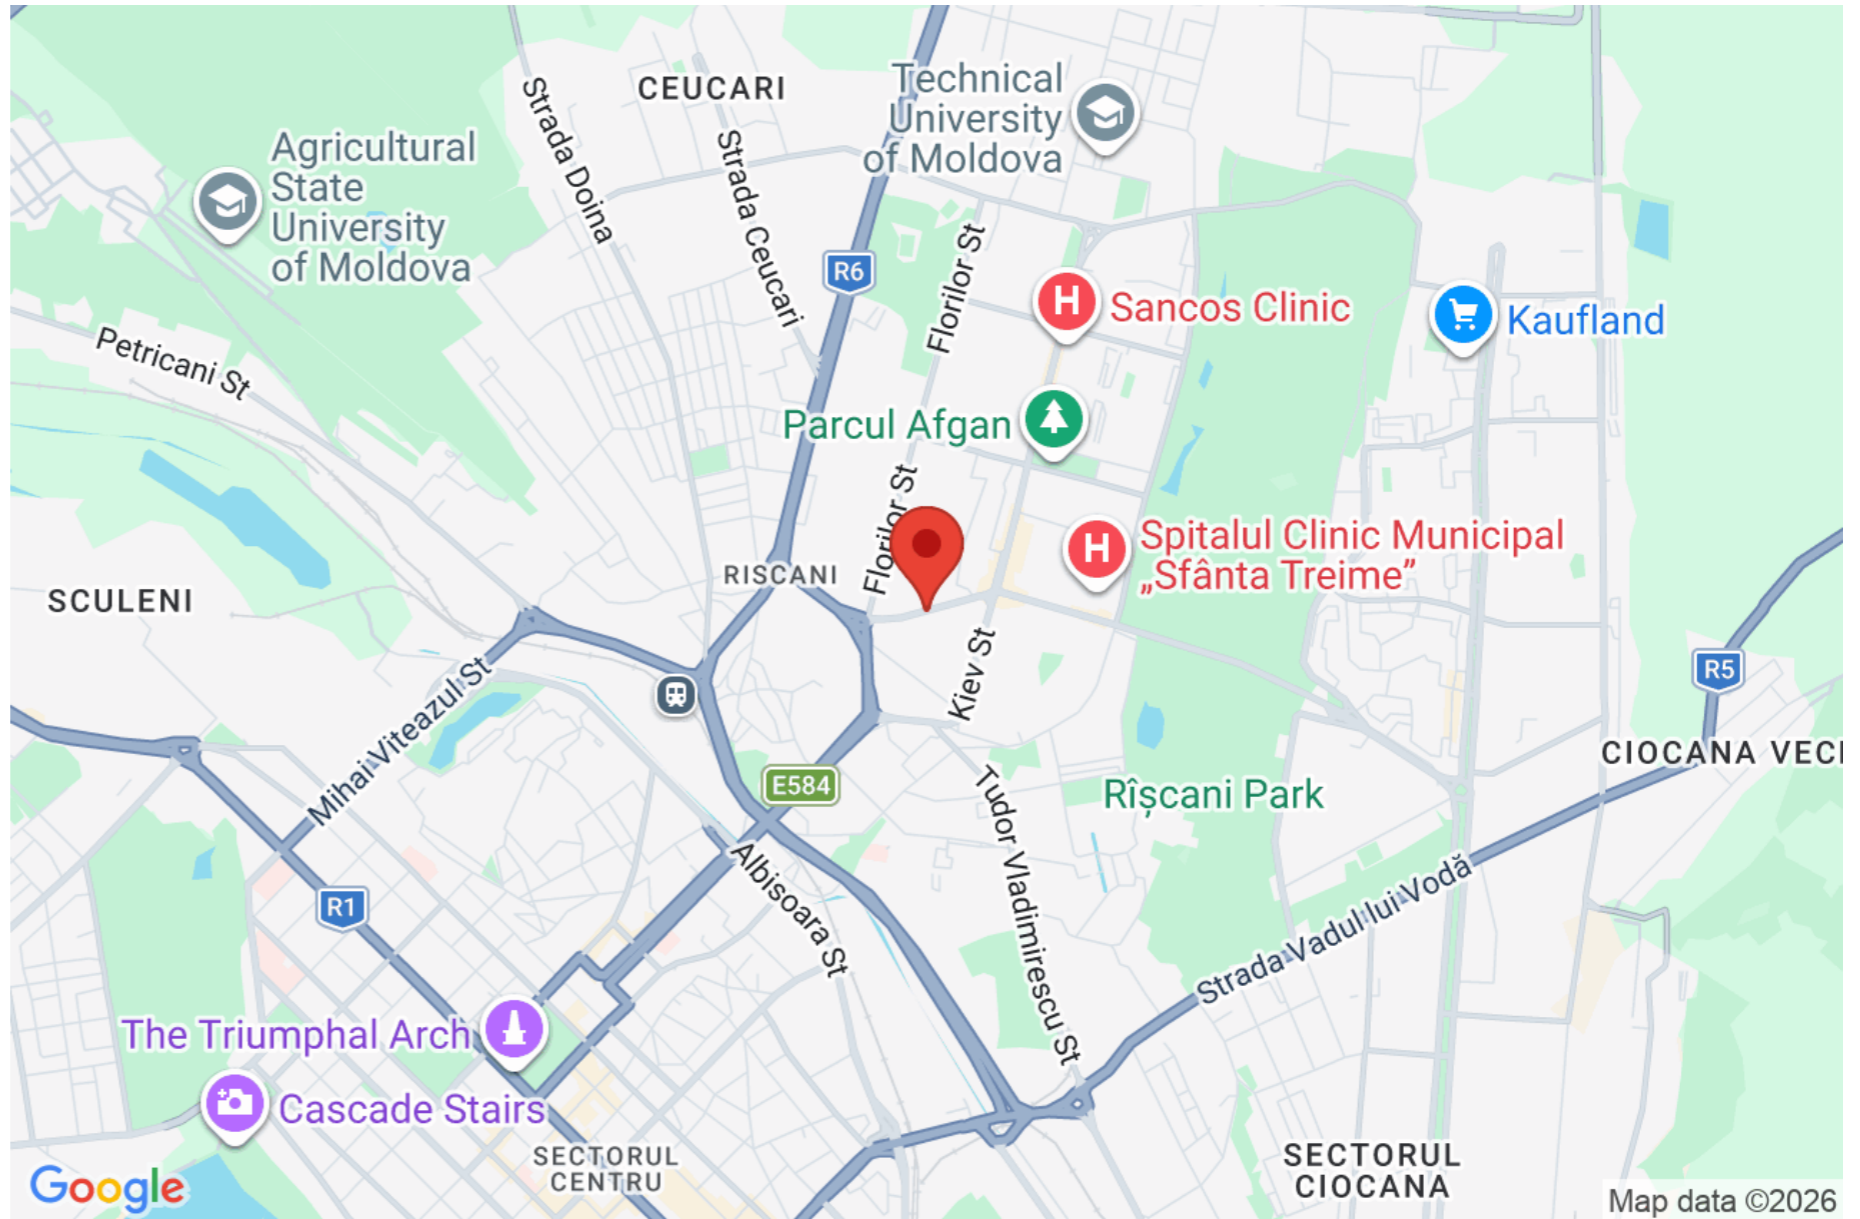 CEUCARI
Technical
University
of Moldova
Strada Doina
Strada Ceucari
Agricultural
State
University
of Moldova
Florilor St
R6
Sancos Clinic
Kaufland
Petricani St
Parcul Afgan
Florilor St
Spitalul Clinic Municipal
„Sfânta Treime”
RISCANI
SCULENI
Kiev St
R5
Mihai Viteazul St
CIOCANA VECI
E584
Rîșcani Park
Tudor Vladimirescu St
Albisoara St
R1
Strada Vadul lui Vodă
The Triumphal Arch
Cascade Stairs
SECTORUL
CENTRU
SECTORUL
CIOCANA
Google
Map data ©2026